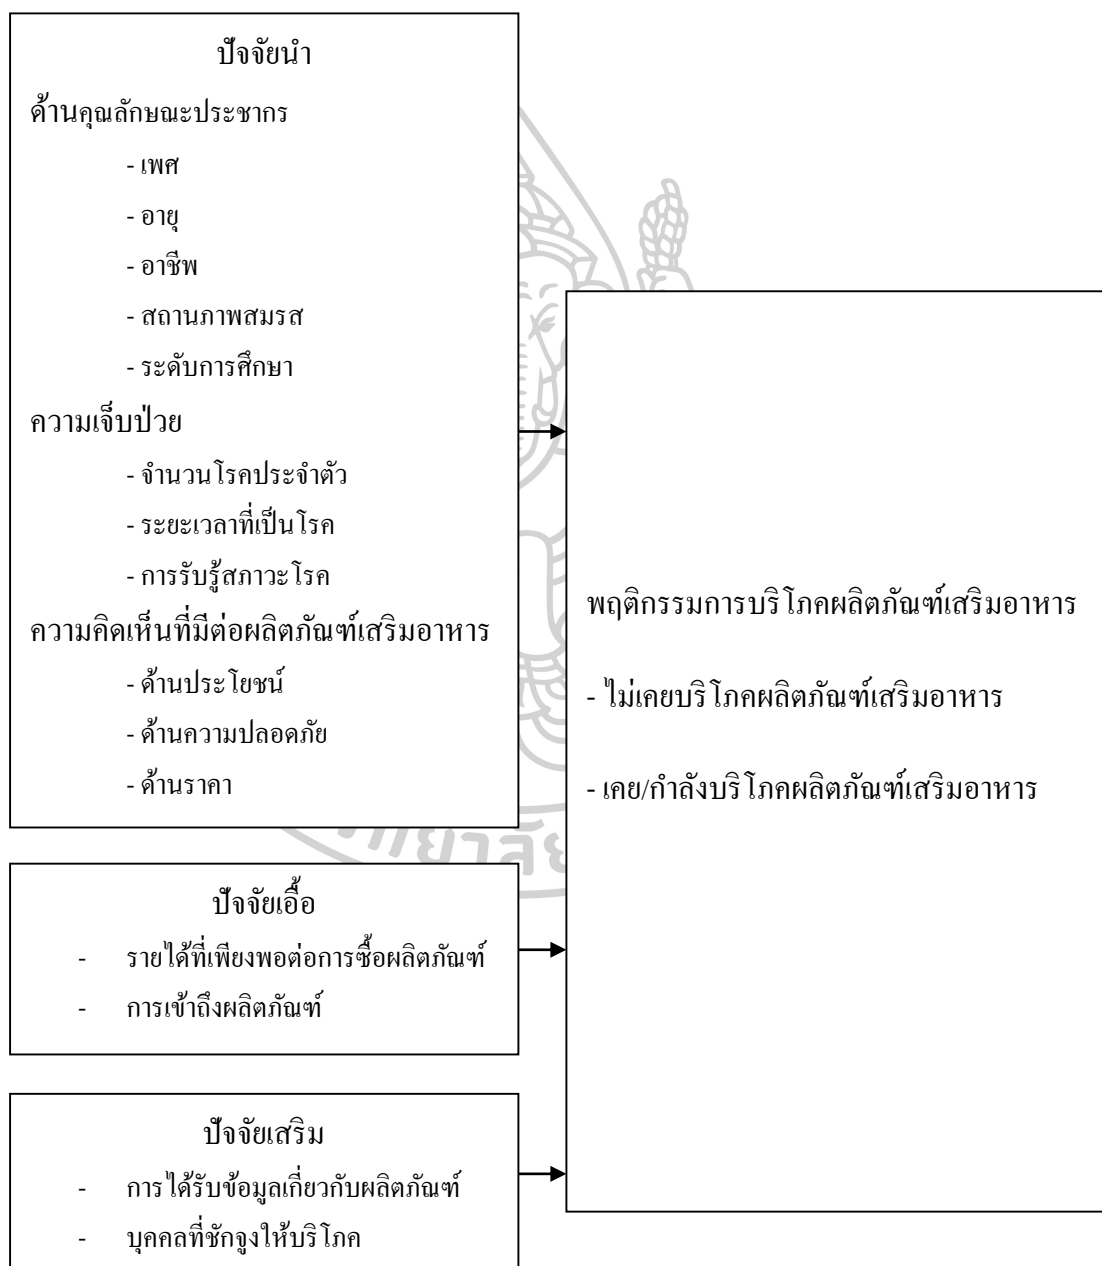 ปัจจัยนำ
ด้านคุณลักษณะประชากร
- เพศ
- อายุ
- อาชีพ
- สถานภาพสมรส
- ระดับการศึกษา
ความเจ็บป่วย
- จำนวนโรคประจำตัว
- ระยะเวลาที่เป็นโรค
- การรับรู้สภาวะโรค
ความคิดเห็นที่มีต่อผลิตภัณฑ์เสริมอาหาร
- ด้านประโยชน์
- ด้านความปลอดภัย
- ด้านราคา
ปัจจัยเอื้อ
- รายได้ที่เพียงพอต่อการซื้อผลิตภัณฑ์
- การเข้าถึงผลิตภัณฑ์
ปัจจัยเสริม
- การได้รับข้อมูลเกี่ยวกับผลิตภัณฑ์
- บุคคลที่ชักจูงให้บริโภค
พฤติกรรมการบริโภคผลิตภัณฑ์เสริมอาหาร
- ไม่เคยบริโภคผลิตภัณฑ์เสริมอาหาร
- เคย/กำลังบริโภคผลิตภัณฑ์เสริมอาหาร